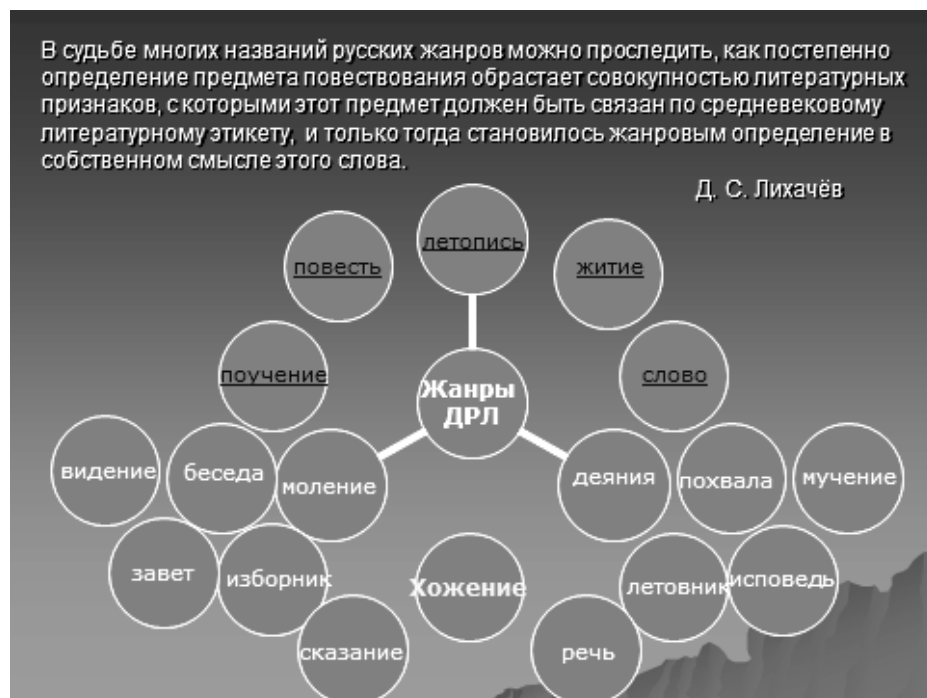 В судьбе многих названий русских жанров можно проследить, как постепенно
определение предмета повествования обрастает совокупностью литературных
признаков, с которыми этот предмет должен быть связан по средневековому
литературному этикету, и только тогда становилось жанровым определение в
собственном смысле этого слова.
Д. С. Лихачёв
летопись
повесть
житие
поучение
слово
Жанры
ДРЛ
видение
беседа
моление
деяния
похвала
мучение
завет
изборник
Хожение
летовник
исповедь
сказание
речь